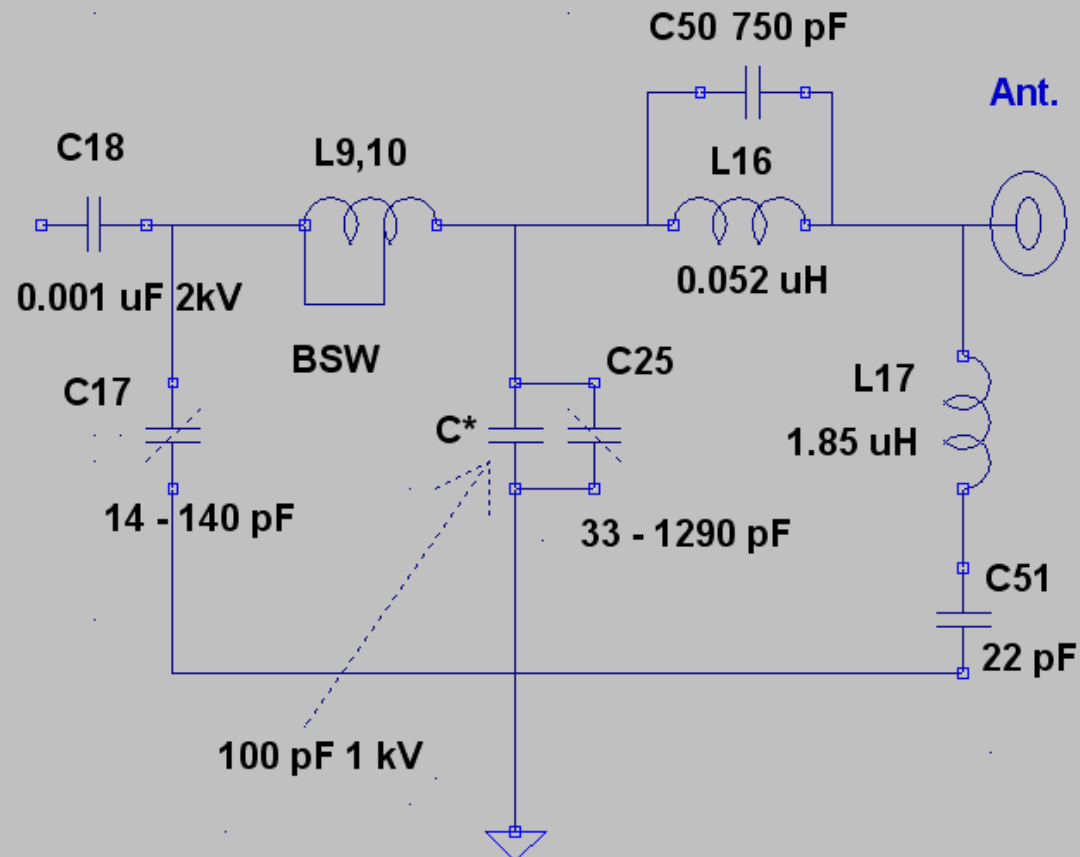 C50 750 pF
Ant.
C18
L9,10
L16
0.001 uF 2kV
0.052 uH
BSW
C25
C17
L17
C*
1.85 uH
14 - 140 pF
33 - 1290 pF
C51
22 pF
100 pF 1 kV